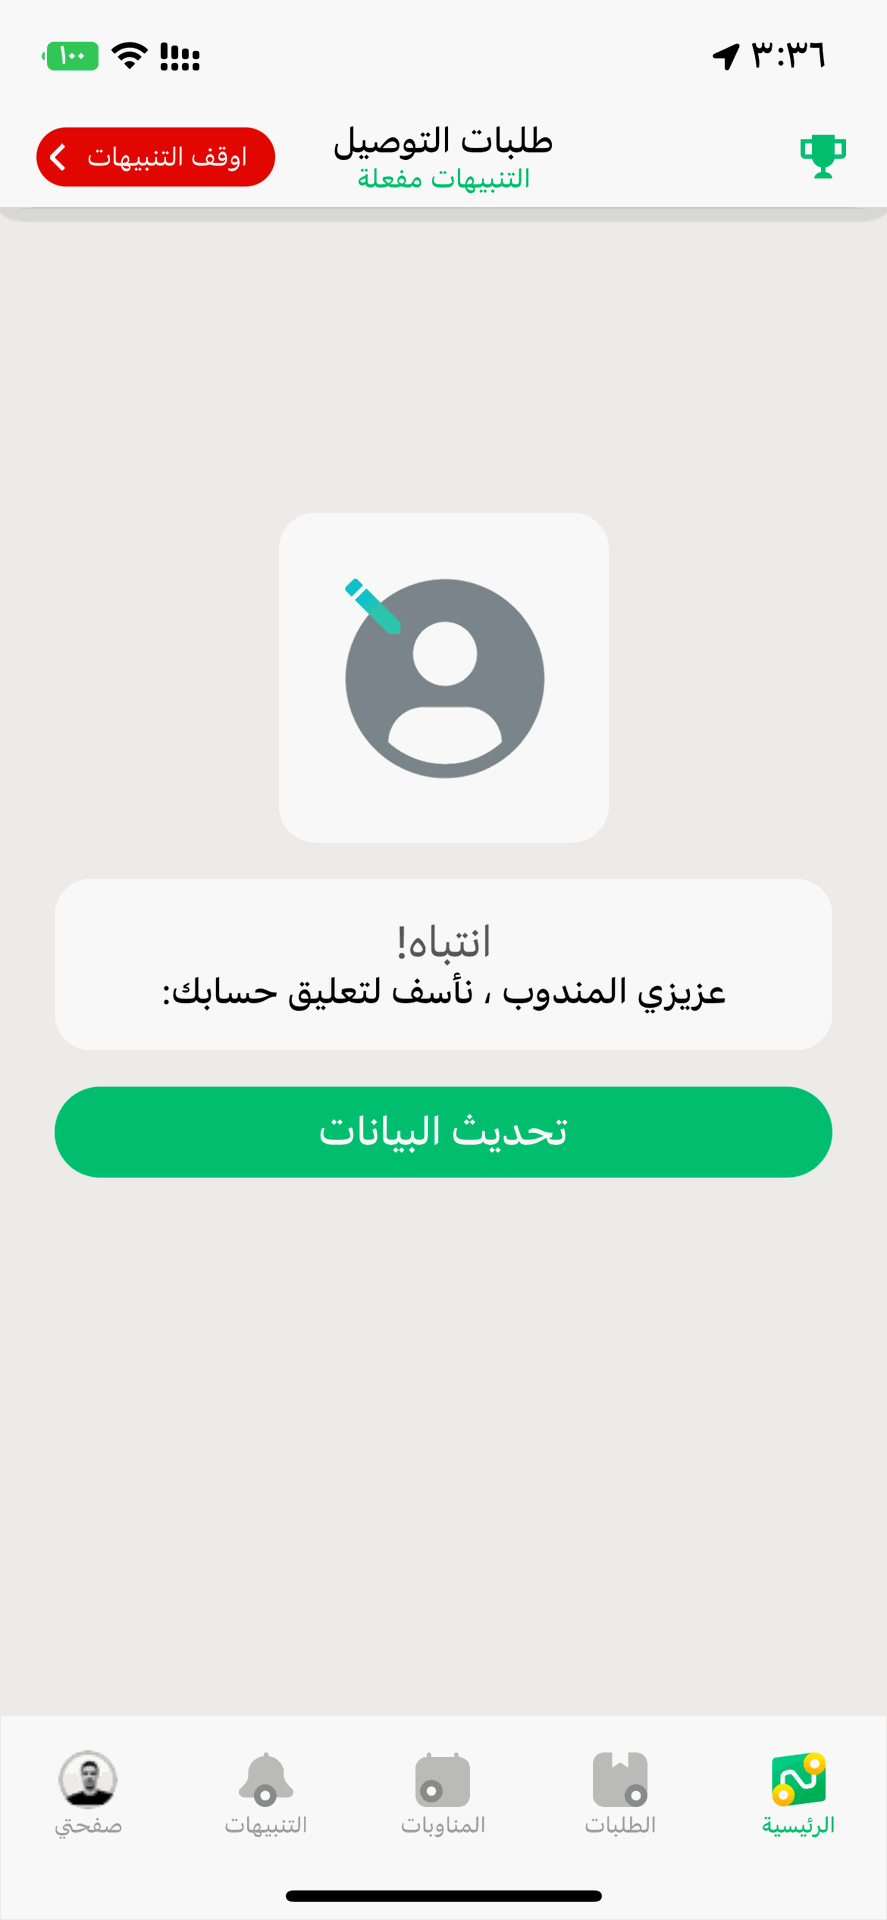 ٣:٣٦
١٠٠
طلبات التوصيل
التنبيهات مفعلة
اوقف التنبيهات
انتباه!
عزيزي المندوب ، نأسف لتعليق حسابك:
تحديث البيانات
الرئيسية
الطلبات
المناوبات
التنبيهات
صفحتي